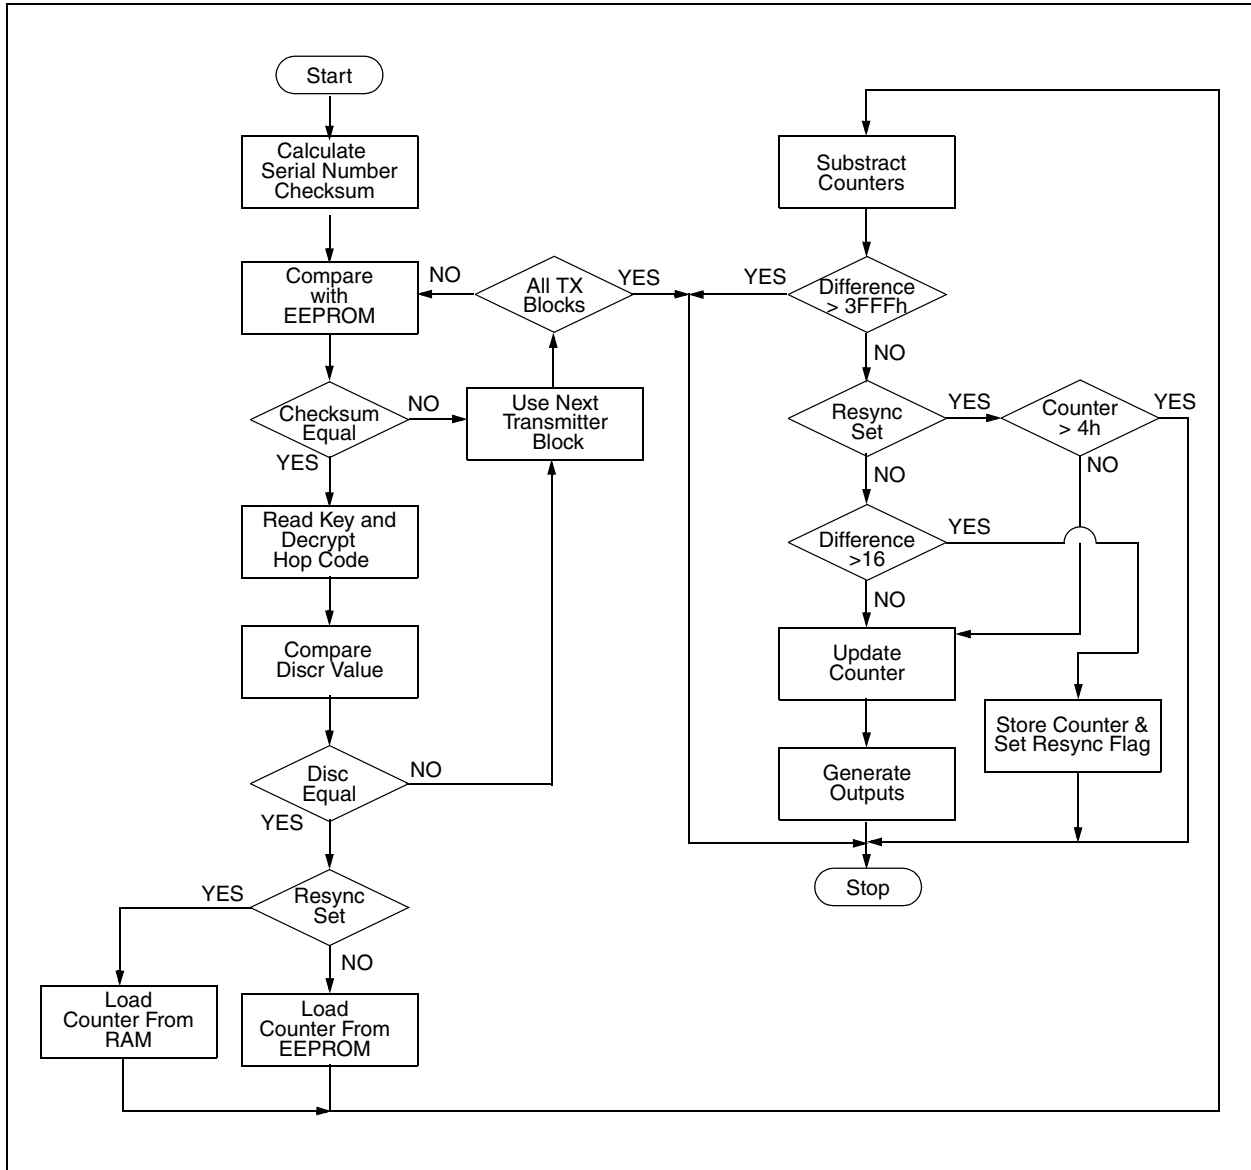 Start
Calculate
Serial Number
Checksum
Compare
with
EEPROM
NO
All TX
Blocks
YES
Checksum
Equal
NO
YES
Use Next
Transmitter
Block
Read Key and
Decrypt
Hop Code
Compare
Discr Value
Disc
Equal
NO
YES
Resync
Set
YES
NO
Load
Counter From
RAM
Load
Counter From
EEPROM
Substract
Counters
YES
Difference
> 3FFFh
NO
Resync
Set
YES
Counter
> 4h
YES
NO
NO
Difference
>16
YES
NO
Update
Counter
Store Counter &
Set Resync Flag
Generate
Outputs
Stop